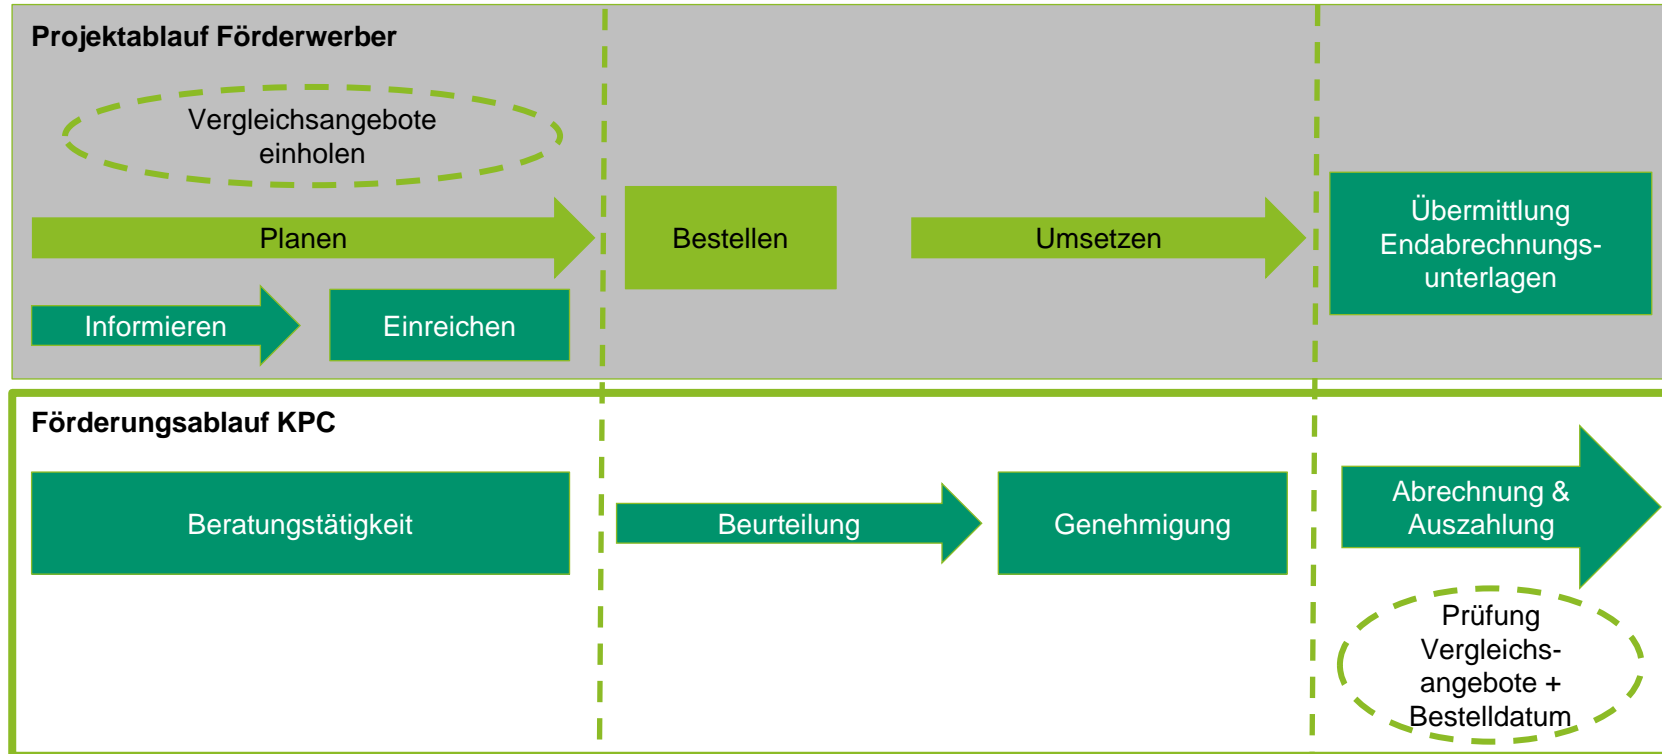 Projektablauf Förderwerber
Vergleichsangebote
einholen
Planen
Bestellen
Umsetzen
Übermittlung
Endabrechnungs-
unterlagen
Informieren
Einreichen
Förderungsablauf KPC
Beratungstätigkeit
Beurteilung
Genehmigung
Abrechnung &
Auszahlung
Prüfung
Vergleichs-
angebote +
Bestelldatum